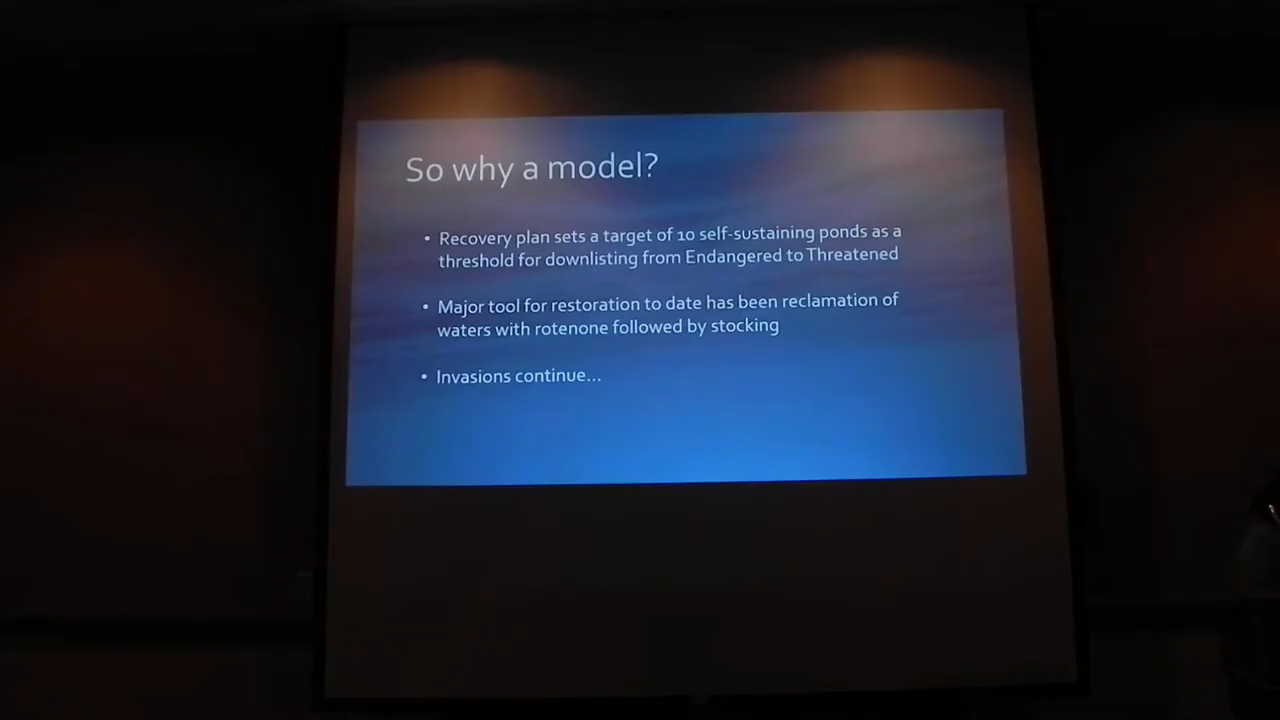 So why a model?
• Recovery plan sets a target of 10 self-sustaining ponds as a
threshold for downlisting from Endangered to Threatened
• Major tool for restoration to date has been reclamation of
waters with rotenone followed by stocking
• Invasions continue...